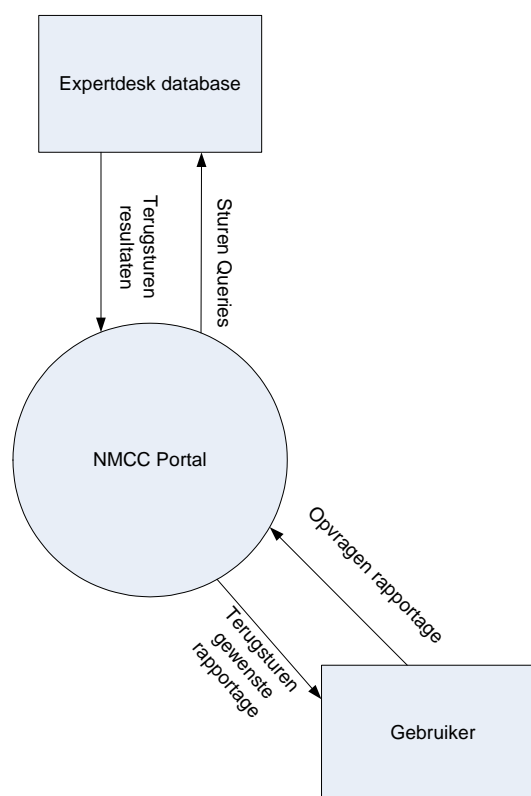 Expertdesk database
Terugsturen
resultaten
Sturen Queries
NMCC Portal
Opvragen rapportage
Terugsturen
gewenste
rapportage
Gebruiker